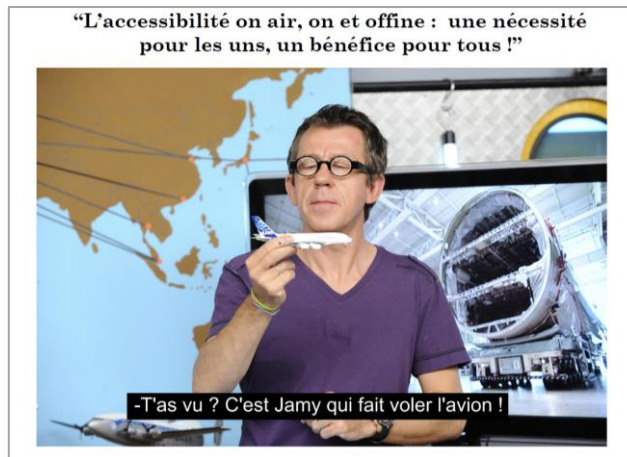 “L’accessibilité on air, on et offine : une nécessité
pour les uns, un bénéfice pour tous !”
-T'as vu ? C'est Jamy qui fait voler l'avion !